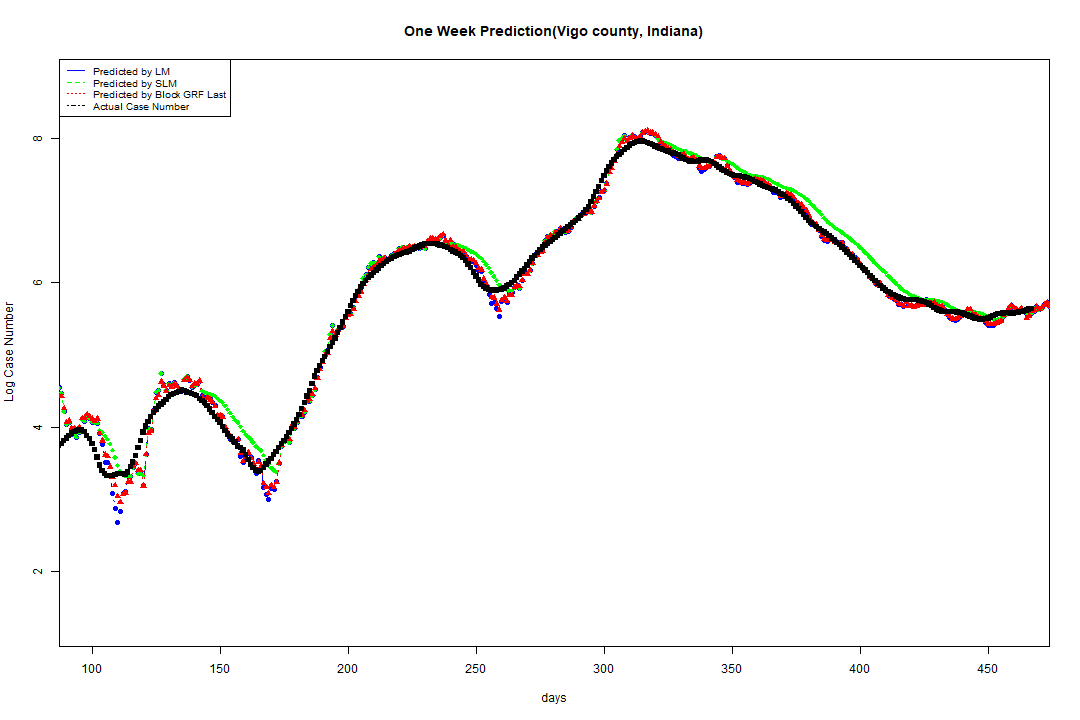 One Week Prediction(Vigo county, Indiana)
Predicted by LM
Predicted by SLM
Predicted by Block GRF Last
Actual Case Number
8
6
4
2
Log Case Number
100 150 200 250 300 350 400 450
days